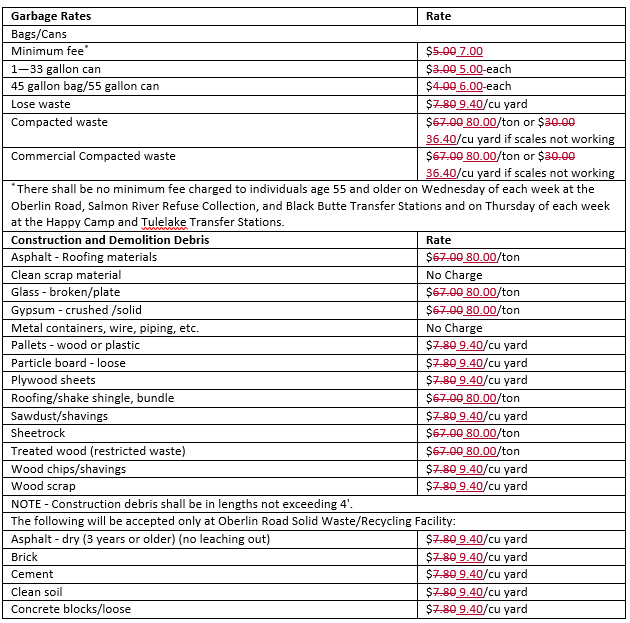 Garbage Rates Rate
Bags/Cans
Minimum fee* $5.00 7.00
1—33 gallon can $3.00 5.00-each
45 gallon bag/55 gallon can $4.00 6.00-each
Lose waste $7.80 9.40/cu yard
Compacted waste $67.00 80.00/ton or $30.00
36.40/cu yard if scales not working
Commercial Compacted waste $67.00 80.00/ton or $30.00
36.40/cu yard if scales not working
*There shall be no minimum fee charged to individuals age 55 and older on Wednesday of each week at the
Oberlin Road, Salmon River Refuse Collection, and Black Butte Transfer Stations and on Thursday of each week
at the Happy Camp and Tulelake Transfer Stations.
Construction and Demolition Debris Rate
Asphalt - Roofing materials $67.00 80.00/ton
Clean scrap material No Charge
Glass - broken/plate $67.00 80.00/ton
Gypsum - crushed /solid $67.00 80.00/ton
Metal containers, wire, piping, etc. No Charge
Pallets - wood or plastic $7.80 9.40/cu yard
Particle board - loose $7.80 9.40/cu yard
Plywood sheets $7.80 9.40/cu yard
Roofing/shake shingle, bundle $67.00 80.00/ton
Sawdust/shavings $7.80 9.40/cu yard
Sheetrock $67.00 80.00/ton
Treated wood (restricted waste) $67.00 80.00/ton
Wood chips/shavings $7.80 9.40/cu yard
Wood scrap $7.80 9.40/cu yard
NOTE - Construction debris shall be in lengths not exceeding 4'.
The following will be accepted only at Oberlin Road Solid Waste/Recycling Facility:
Asphalt - dry (3 years or older) (no leaching out) $7.80 9.40/cu yard
Brick $7.80 9.40/cu yard
Cement $7.80 9.40/cu yard
Clean soil $7.80 9.40/cu yard
Concrete blocks/loose $7.80 9.40/cu yard